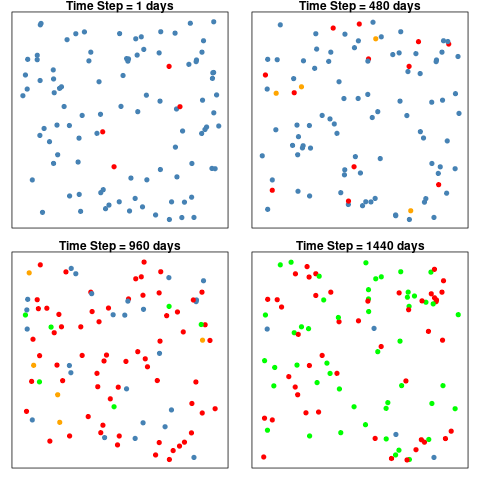 Time Step = 1 days
Time Step = 480 days
Time Step = 960 days
Time Step = 1440 days